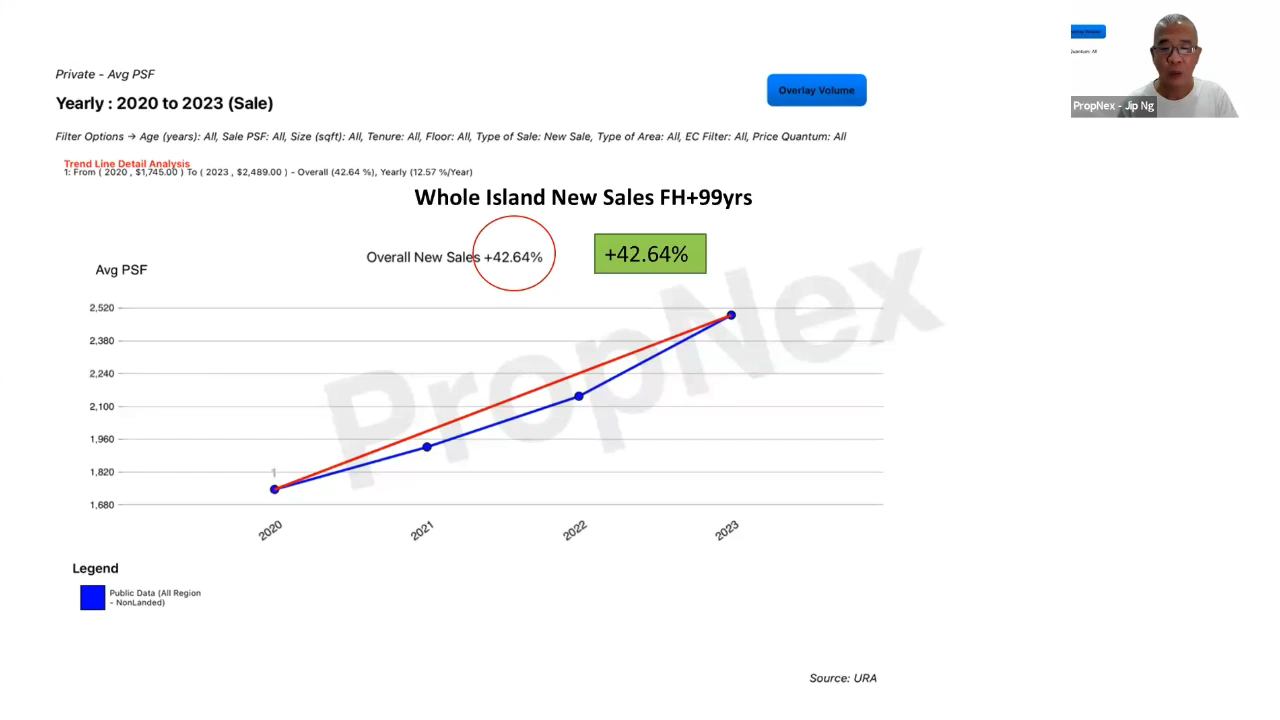 Private - Avg PSF
Yearly : 2020 to 2023 (Sale)
Overlay Volume
Filter Options → Age (years): All, Sale PSF: All, Size (sqft): All, Tenure: All, Floor: All, Type of Sale: New Sale, Type of Area: All, EC Filter: All, Price Quantum: All
Trend Line Detail Analysis
1: From ( 2020 , $1,745.00 ) To ( 2023 , $2,489.00 ) - Overall (42.64 %), Yearly (12.57 %/Year)
Whole Island New Sales FH+99yrs
Overall New Sales +42.64%
+42.64%
Avg PSF
2,520
2,380
2,240
2,100
1,960
1,820
1,680
1
2020
2021
2022
2023
PropNex
Legend
Public Data (All Region
- NonLanded)
Source: URA
Quantum: All
PropNex - Jip Ng